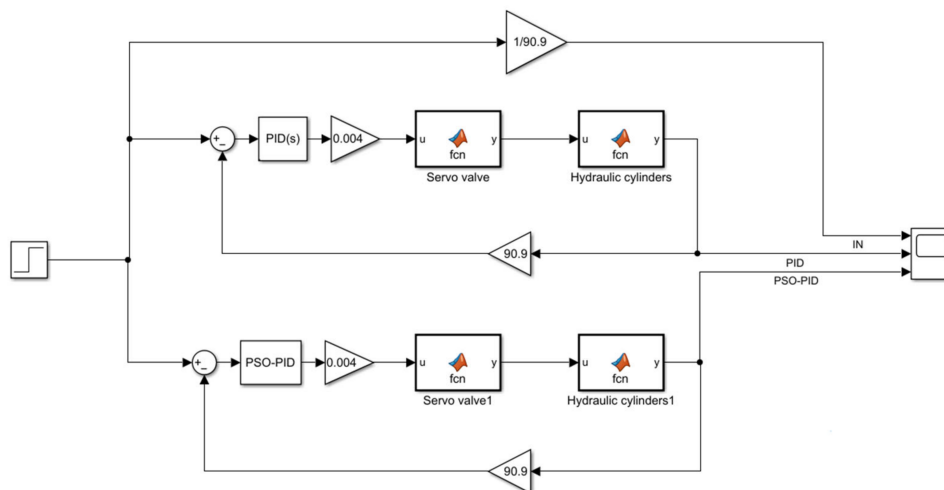 1/90.9
+
−
PID(s)
0.004
u
fcn
y
Servo valve
u
fcn
y
Hydraulic cylinders
90.9
IN
PID
PSO-PID
+
−
PSO-PID
0.004
u
fcn
y
Servo valve1
u
fcn
y
Hydraulic cylinders1
90.9